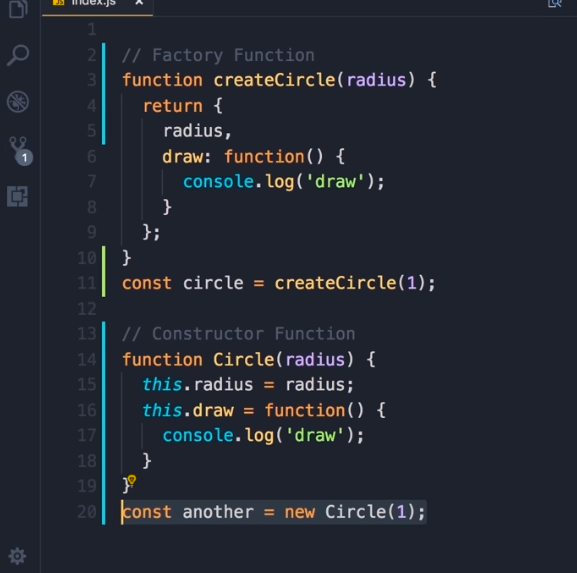 index.js ×
1
2 // Factory Function
3 function createCircle(radius) {
4 return {
5 radius,
6 draw: function() {
7 console.log('draw');
8 }
9 };
10 }
11 const circle = createCircle(1);
12
13 // Constructor Function
14 function Circle(radius) {
15 this.radius = radius;
16 this.draw = function() {
17 console.log('draw');
18 }
19 }
20 const another = new Circle(1);
1